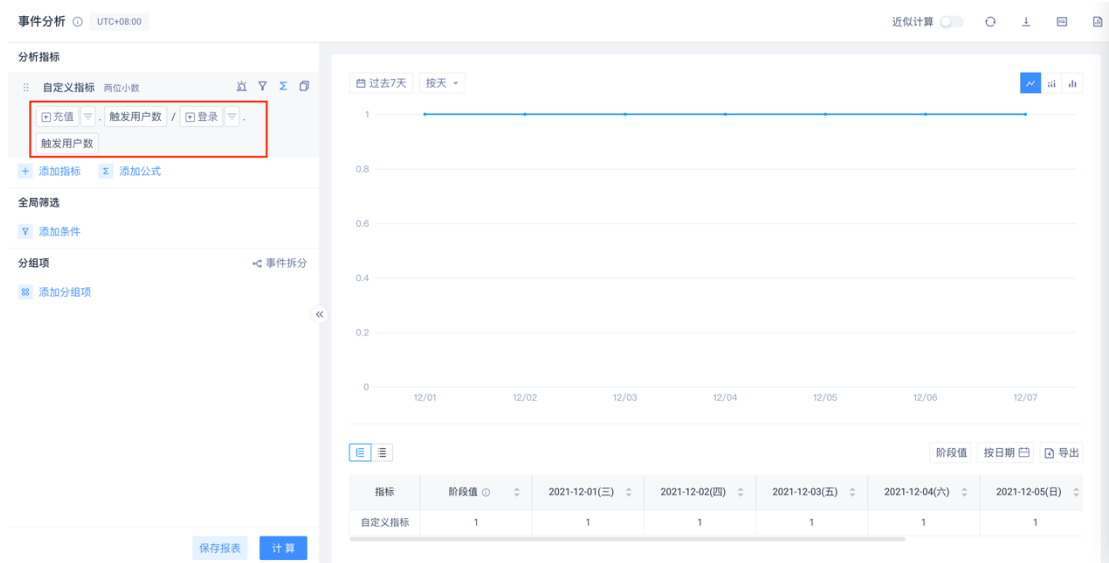 事件分析 UTC+08:00 近似计算
分析指标
自定义指标 两位小数
过去7天 按天
充值 . 触发用户数 / 登录 .
触发用户数
添加指标 Σ 添加公式
全局筛选
添加条件
分组项 事件拆分
添加分组项
1
0.8
0.6
0.4
0.2
0
12/01 12/02 12/03 12/04 12/05 12/06 12/07
阶段值 按日期 导出
指标 阶段值 2021-12-01(三) 2021-12-02(四) 2021-12-03(五) 2021-12-04(六) 2021-12-05(日)
自定义指标 1 1 1 1 1 1
保存报表 计 算